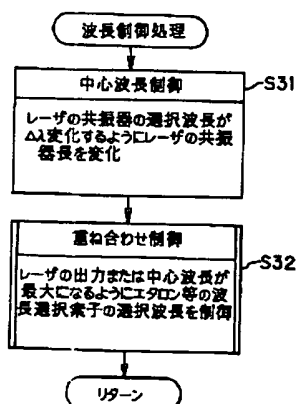 波長制御処理
中心波長制御
S31
レーザの共振器の選択波長が
Δλ変化するようにレーザの共振
器長を変化
重ね合わせ制御
S32
レーザの出力または中心波長が
最大になるようにエタロン等の波
長選択素子の選択波長を制御
リターン